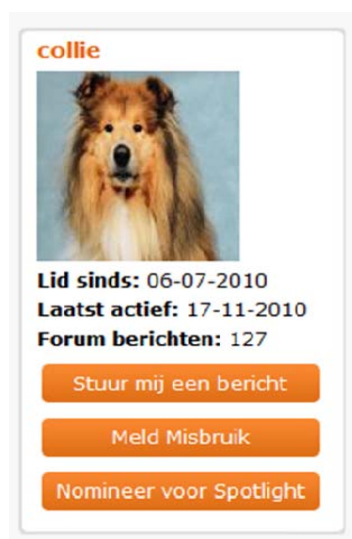 collie
Lid sinds: 06-07-2010
Laatst actief: 17-11-2010
Forum berichten: 127
Stuur mij een bericht
Meld Misbruik
Nomineer voor Spotlight